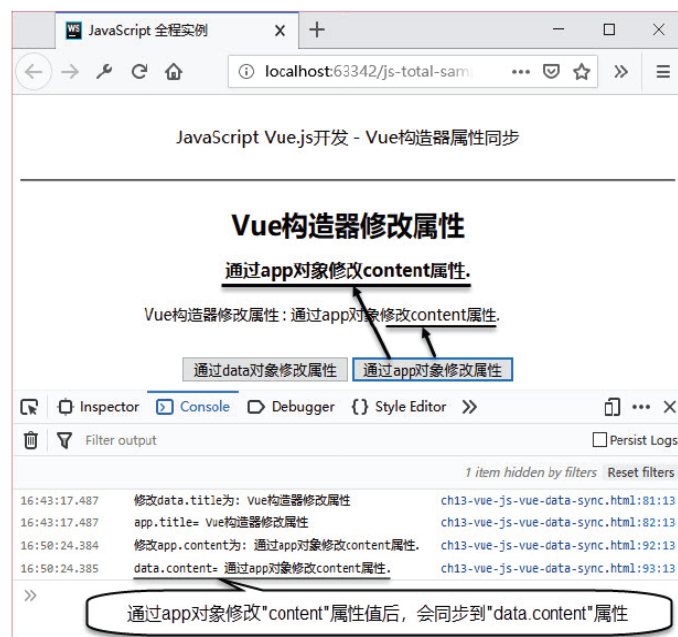 WS JavaScript 全程实例
localhost:63342/js-total-sam
JavaScript Vue.js开发 - Vue构造器属性同步
Vue构造器修改属性
通过app对象修改content属性.
Vue构造器修改属性 : 通过app对象修改content属性.
通过data对象修改属性 通过app对象修改属性
Inspector Console Debugger {} Style Editor
Filter output Persist Logs
1 item hidden by filters Reset filters
16:43:17.487 修改data.title为: Vue构造器修改属性 ch13-vue-js-vue-data-sync.html:81:13
16:43:17.487 app.title= Vue构造器修改属性 ch13-vue-js-vue-data-sync.html:82:13
16:50:24.384 修改app.content为: 通过app对象修改content属性. ch13-vue-js-vue-data-sync.html:92:13
16:50:24.385 data.content= 通过app对象修改content属性. ch13-vue-js-vue-data-sync.html:93:13
通过app对象修改"content"属性值后，会同步到"data.content"属性